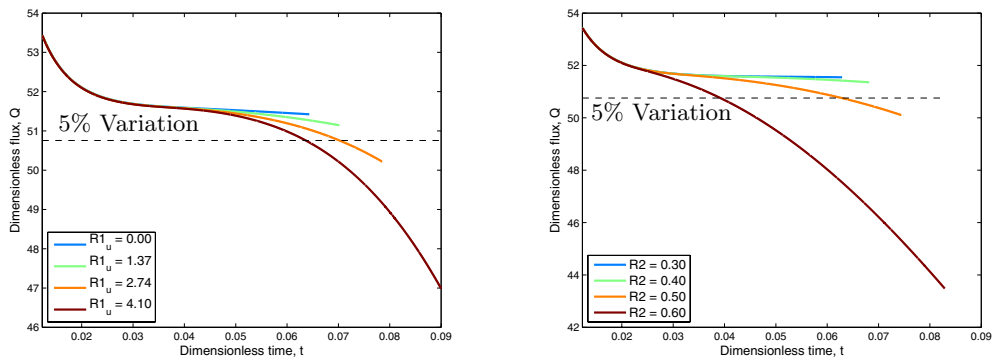 54
53
52
51
50
49
48
47
46
Dimensionless flux, Q
5% Variation
R1u = 0.00
R1u = 1.37
R1u = 2.74
R1u = 4.10
0.02 0.03 0.04 0.05 0.06 0.07 0.08 0.09
Dimensionless time, t
54
52
50
48
46
44
42
Dimensionless flux, Q
5% Variation
R2 = 0.30
R2 = 0.40
R2 = 0.50
R2 = 0.60
0.02 0.03 0.04 0.05 0.06 0.07 0.08 0.09
Dimensionless time, t